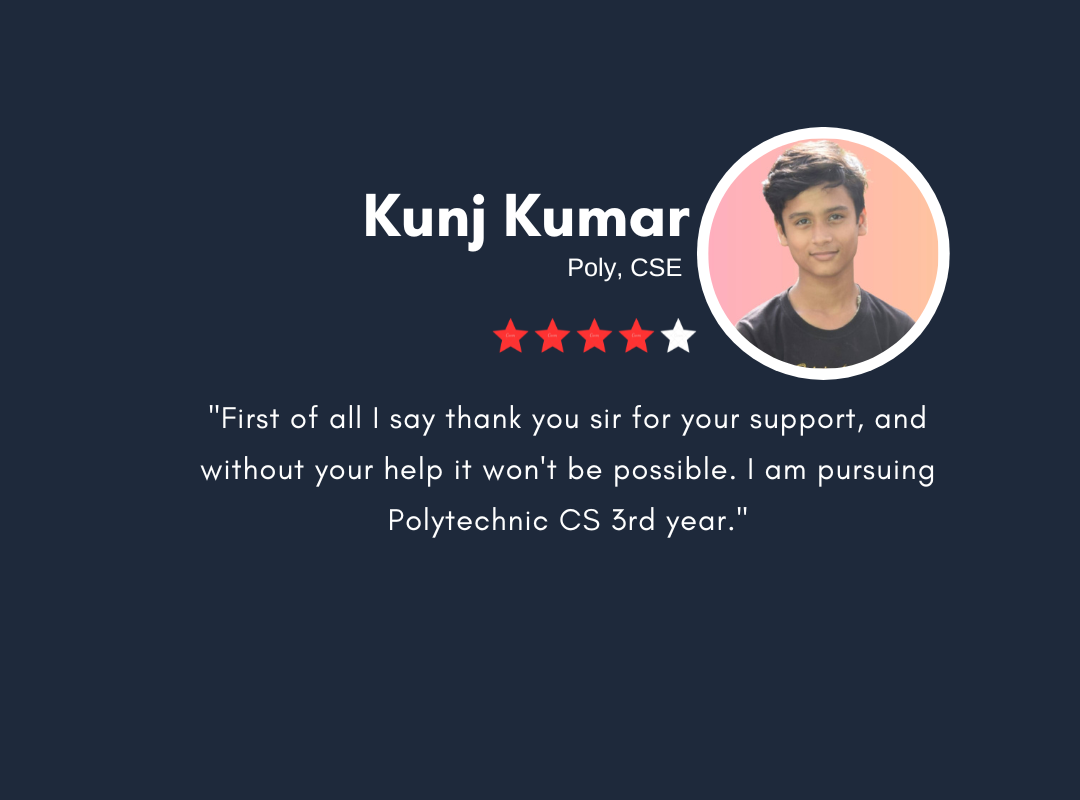 Kunj Kumar
Poly, CSE
"First of all I say thank you sir for your support, and
without your help it won't be possible. I am pursuing
Polytechnic CS 3rd year."